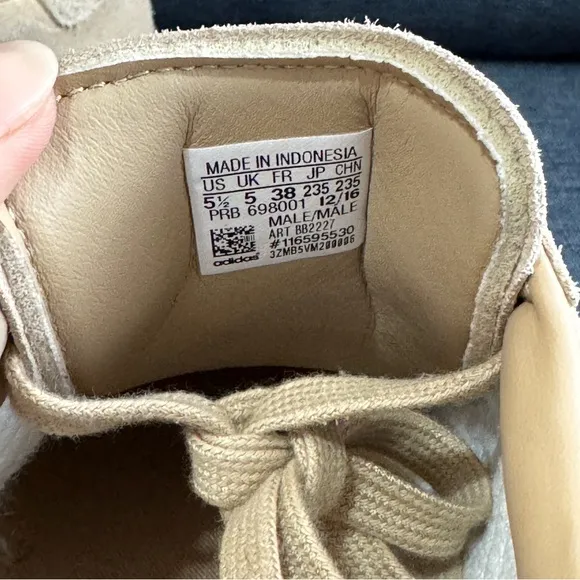 MADE IN INDONESIA
US UK FR JP CHN
5½ 5 38 235 235
PRB 698001 12/16
MALE/MALE
ART BB2227
#116595530
adidas 3ZMB5VM200006